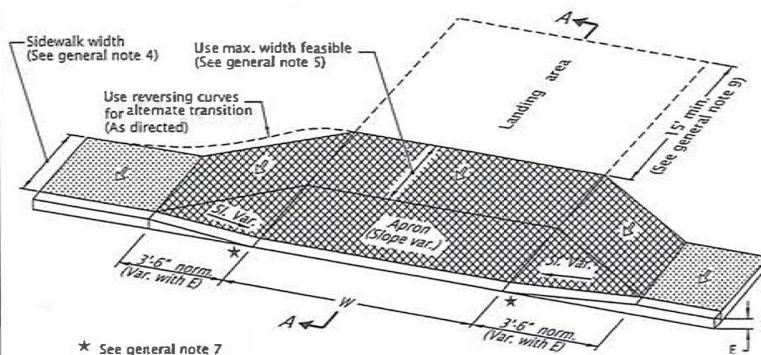 Sidewalk width
(See general note 4)
Use max. width feasible
(See general note 5)
A
Use reversing curves
for alternate transition
(As directed)
Landing area
15' min.
(See general note 9)
Sl. Var.
Apron
(Slope var.)
Sl. Var.
3'-6" norm.
(Var. with E)
W
3'-6" norm.
(Var. with E)
A
E
★ See general note 7